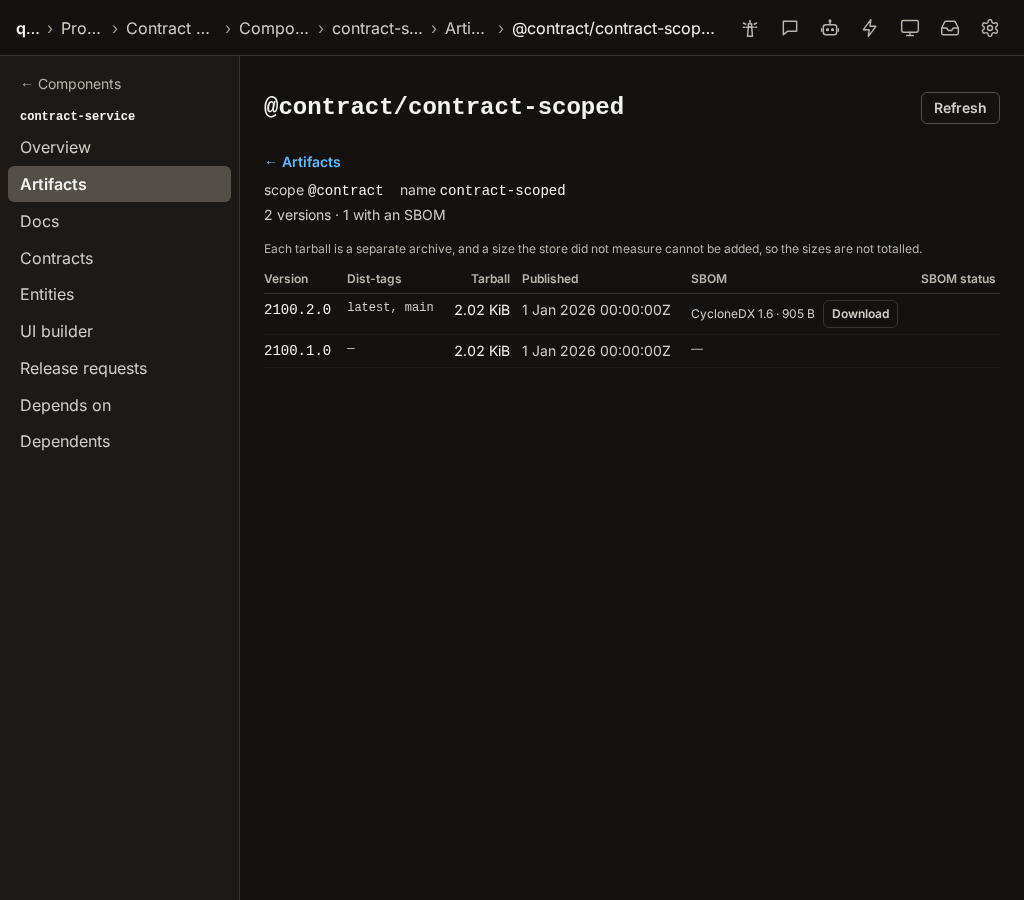 q... › Pro... › Contract ... › Compo... › contract-s... › Arti... › @contract/contract-scop...
← Components
contract-service
Overview
Artifacts
Docs
Contracts
Entities
UI builder
Release requests
Depends on
Dependents
@contract/contract-scoped
Refresh
← Artifacts
scope @contract name contract-scoped
2 versions · 1 with an SBOM
Each tarball is a separate archive, and a size the store did not measure cannot be added, so the sizes are not totalled.
Version Dist-tags Tarball Published SBOM SBOM status
2100.2.0 latest, main 2.02 KiB 1 Jan 2026 00:00:00Z CycloneDX 1.6 · 905 B Download
2100.1.0 — 2.02 KiB 1 Jan 2026 00:00:00Z —